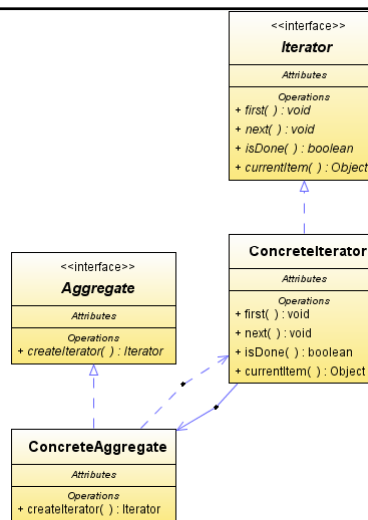 <<interface>>
Iterator
Attributes
Operations
+ first( ) : void
+ next( ) : void
+ isDone( ) : boolean
+ currentItem( ) : Object
ConcreteIterator
Attributes
Operations
+ first( ) : void
+ next( ) : void
+ isDone( ) : boolean
+ currentItem( ) : Object
<<interface>>
Aggregate
Attributes
Operations
+ createIterator( ) : Iterator
ConcreteAggregate
Attributes
Operations
+ createIterator( ) : Iterator